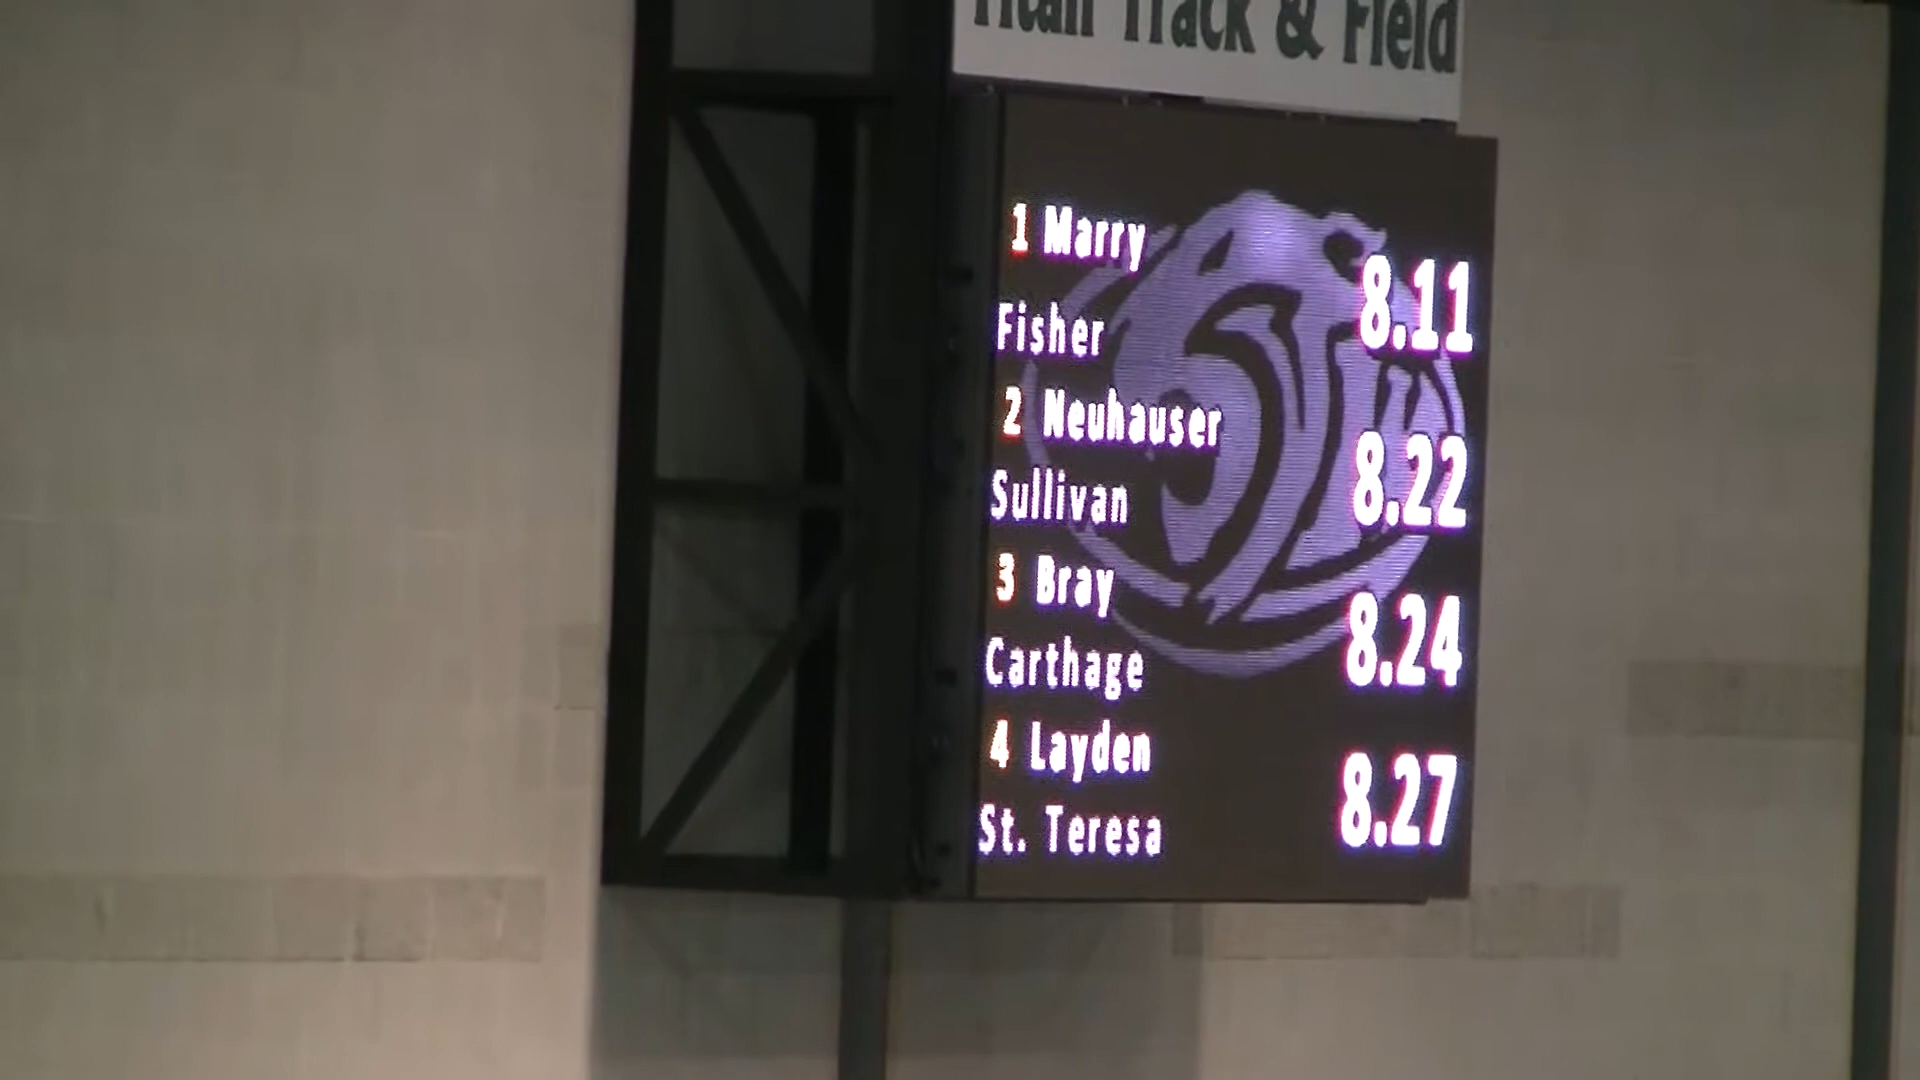 Titan Track & Field
1 Marry 8.11
Fisher
2 Neuhauser 8.22
Sullivan
3 Bray 8.24
Carthage
4 Layden 8.27
St. Teresa